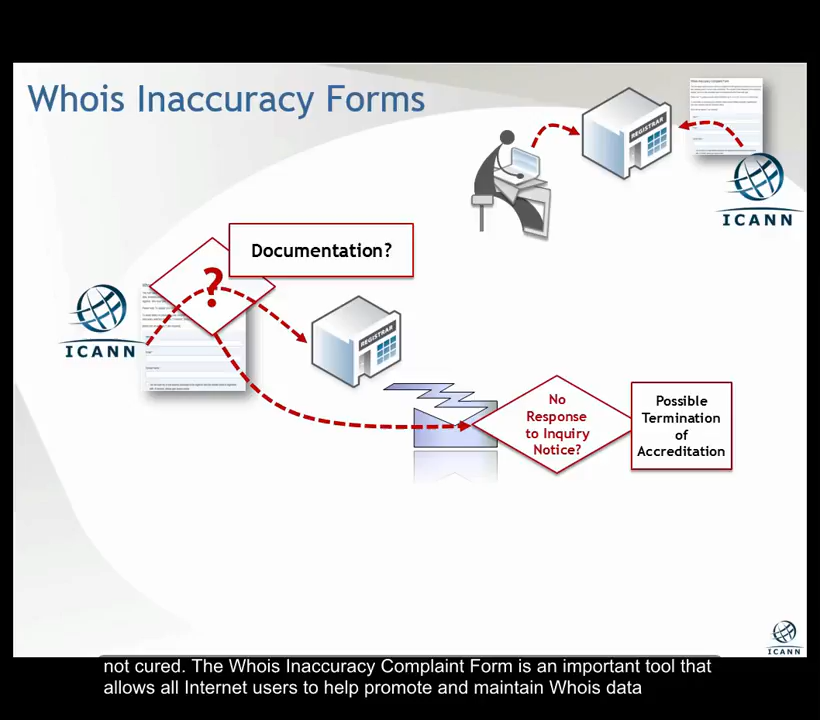 Whois Inaccuracy Forms
REGISTRAR
ICANN
Documentation?
?
ICANN
REGISTRAR
No
Response
to Inquiry
Notice?
Possible
Termination
of
Accreditation
ICANN
not cured. The Whois Inaccuracy Complaint Form is an important tool that
allows all Internet users to help promote and maintain Whois data